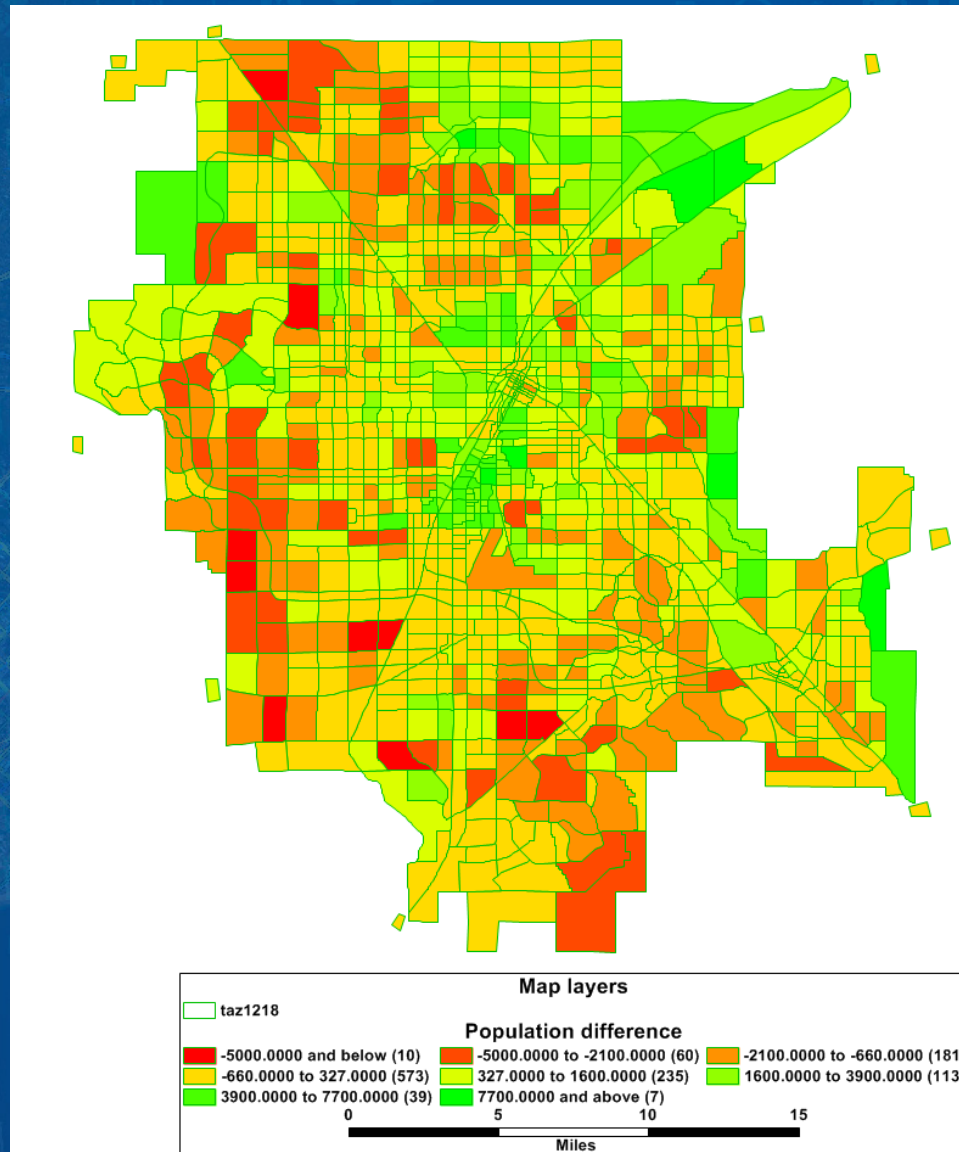 Map layers
taz1218
Population difference
-5000.0000 and below (10) -5000.0000 to -2100.0000 (60) -2100.0000 to -660.0000 (181
-660.0000 to 327.0000 (573) 327.0000 to 1600.0000 (235) 1600.0000 to 3900.0000 (113
3900.0000 to 7700.0000 (39) 7700.0000 and above (7)
0 5 10 15
Miles